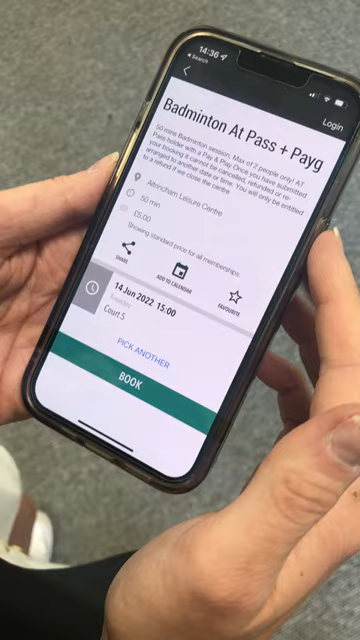 14:36
Search
Login
Badminton At Pass + Payg
50 mins Badminton session, Max of 2 people only! AT
Pass holder with a Pay & Play Once you have submitted
your booking it cannot be cancelled, refunded or re-
arranged to another date or time. You will only be entitled
to a refund if we close the centre.
Altrincham Leisure Centre
50 min
£5.00
Showing standard price for all memberships.
SHARE
ADD TO CALENDAR
FAVOURITE
14 Jun 2022 15:00
Tuesday
Court 5
PICK ANOTHER
BOOK